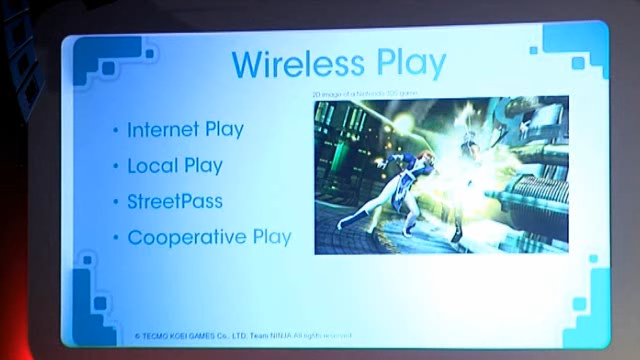 Wireless Play
2D image of a Nintendo 3DS game
• Internet Play
• Local Play
• StreetPass
• Cooperative Play
© TECMO KOEI GAMES Co., LTD. Team NINJA All rights reserved.